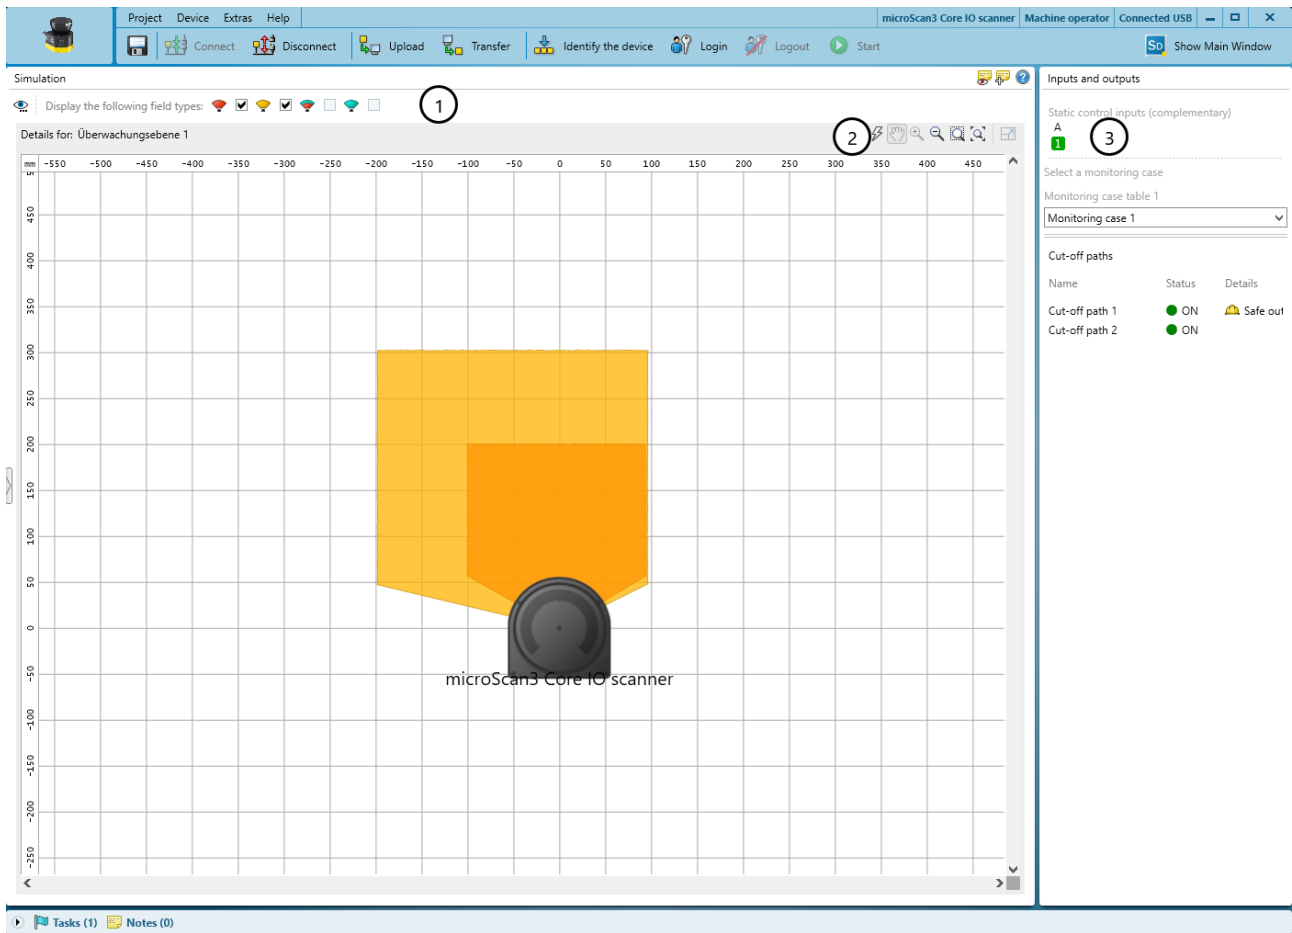 Project Device Extras Help
microScan3 Core IO scanner Machine operator Connected USB
Connect Disconnect Upload Transfer Identify the device Login Logout Start
SD Show Main Window
Simulation
Display the following field types:
1
Details for: Überwachungsebene 1
2
mm -550 -500 -450 -400 -350 -300 -250 -200 -150 -100 -50 0 50 100 150 200 250 300 350 400 450
450
400
350
300
250
200
150
100
50
0
-50
-100
-150
-200
-250
microScan3 Core IO scanner
Inputs and outputs
Static control inputs (complementary)
A
1
3
Select a monitoring case
Monitoring case table 1
Monitoring case 1
Cut-off paths
Name Status Details
Cut-off path 1 ON Safe out
Cut-off path 2 ON
Tasks (1) Notes (0)